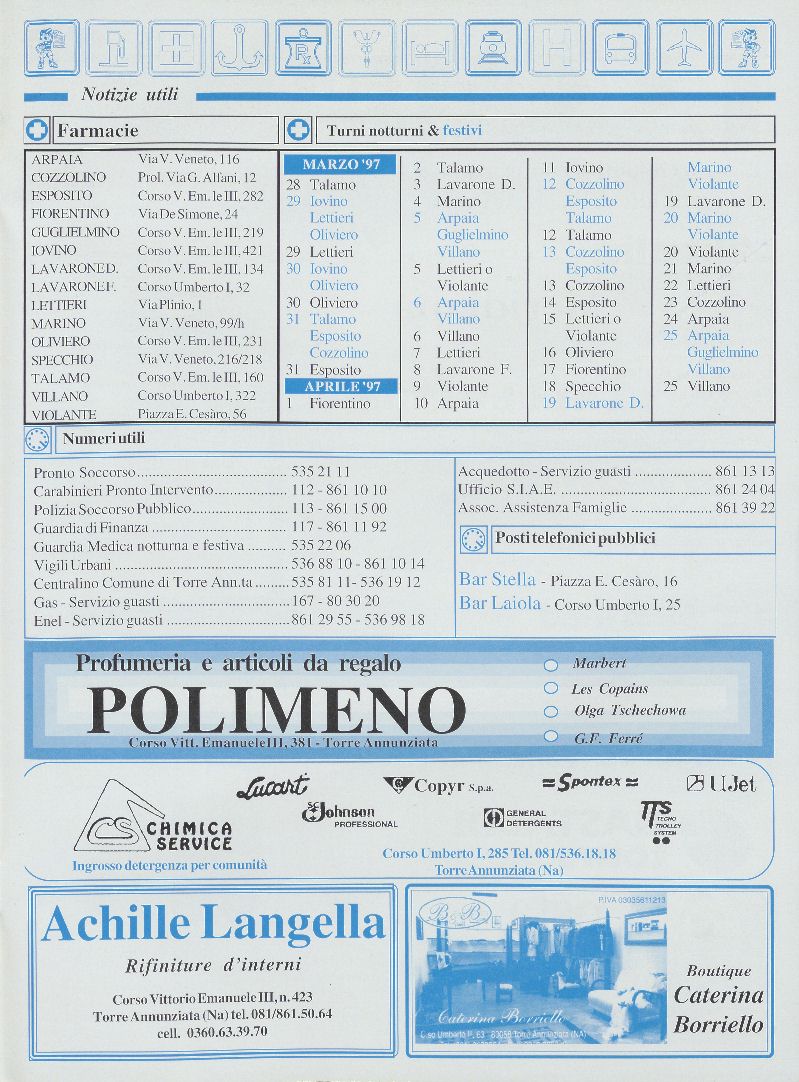 Notizie utili
Farmacie
ARPAIA Via V. Veneto, 116
COZZOLINO Prol. Via G. Alfani, 12
ESPOSITO Corso V. Em. le III, 282
FIORENTINO Via De Simone, 24
GUGLIELMINO Corso V. Em. le III, 219
IOVINO Corso V. Em. le III, 421
LAVARONE D. Corso V. Em. le III, 134
LAVARONE F. Corso Umberto I, 32
LETTIERI Via Plinio, 1
MARINO Via V. Veneto, 99/h
OLIVIERO Corso V. Em. le III, 231
SPECCHIO Via V. Veneto, 216/218
TALAMO Corso V. Em. le III, 160
VILLANO Corso Umberto I, 322
VIOLANTE Piazza E. Cesàro, 56
Turni notturni & festivi
MARZO '97
28 Talamo
29 Iovino
Lettieri
Oliviero
29 Lettieri
30 Iovino
Oliviero
30 Oliviero
31 Talamo
Esposito
Cozzolino
31 Esposito
APRILE '97
1 Fiorentino
2 Talamo
3 Lavarone D.
4 Marino
5 Arpaia
Guglielmino
Villano
5 Lettieri o
Violante
6 Arpaia
Villano
6 Villano
7 Lettieri
8 Lavarone F.
9 Violante
10 Arpaia
11 Iovino
12 Cozzolino
Esposito
Talamo
12 Talamo
13 Cozzolino
Esposito
13 Cozzolino
14 Esposito
15 Lettieri o
Violante
16 Oliviero
17 Fiorentino
18 Specchio
19 Lavarone D.
Marino
Violante
19 Lavarone D.
20 Marino
Violante
20 Violante
21 Marino
22 Lettieri
23 Cozzolino
24 Arpaia
25 Arpaia
Guglielmino
Villano
25 Villano
Numeri utili
Pronto Soccorso....................................... 535 21 11
Carabinieri Pronto Intervento................... 112 - 861 10 10
Polizia Soccorso Pubblico......................... 113 - 861 15 00
Guardia di Finanza ................................... 117 - 861 11 92
Guardia Medica notturna e festiva .......... 535 22 06
Vigili Urbani ............................................ 536 88 10 - 861 10 14
Centralino Comune di Torre Ann.ta ......... 535 81 11- 536 19 12
Gas - Servizio guasti ................................. 167 - 80 30 20
Enel - Servizio guasti ................................ 861 29 55 - 536 98 18
Acquedotto - Servizio guasti .................... 861 13 13
Ufficio S.I.A.E. ....................................... 861 24 04
Assoc. Assistenza Famiglie ..................... 861 39 22
Posti telefonici pubblici
Bar Stella - Piazza E. Cesàro, 16
Bar Laiola - Corso Umberto I, 25
Profumeria e articoli da regalo
POLIMENO
Corso Vitt. Emanuele III, 381 - Torre Annunziata
Marbert
Les Copains
Olga Tschechowa
G.F. Ferré
CS CHIMICA
SERVICE
Ingrosso detergenza per comunità
Lucart
Copyr S.p.a.
Spontex
IJet
SC Johnson
PROFESSIONAL
GENERAL
DETERGENTS
TTS
TECNO
TROLLEY
SYSTEM
Corso Umberto I, 285 Tel. 081/536.18.18
Torre Annunziata (Na)
Achille Langella
Rifiniture d'interni
Corso Vittorio Emanuele III, n. 423
Torre Annunziata (Na) tel. 081/861.50.64
cell. 0360.63.39.70
P.IVA 03035611213
B & B
Caterina Borriello
C.so Umberto I°, 63 - 80058 Torre Annunziata (NA)
Boutique
Caterina
Borriello